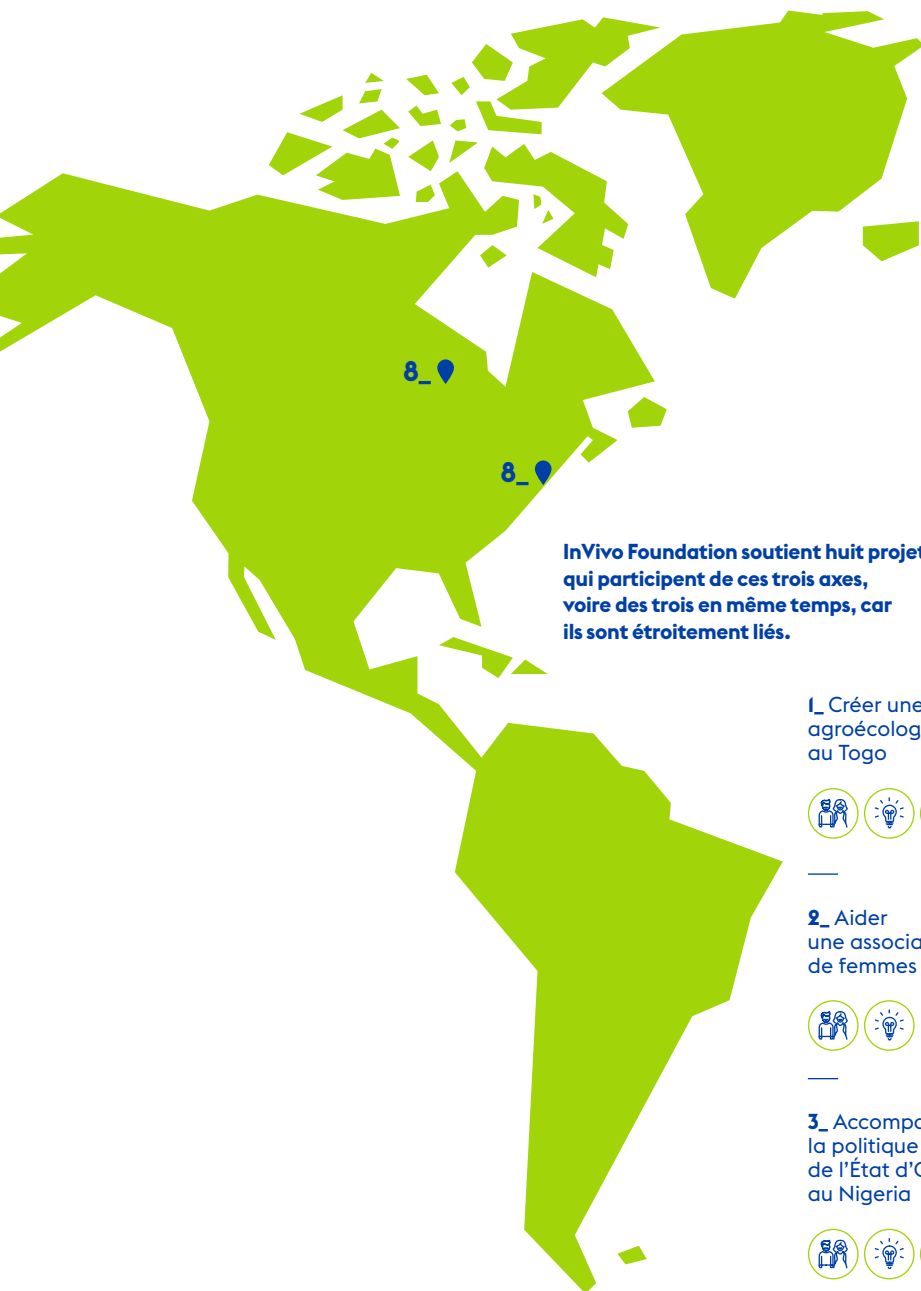 8_
8_
InVivo Foundation soutient huit projet
qui participent de ces trois axes,
voire des trois en même temps, car
ils sont étroitement liés.
1_ Créer une
agroécolog
au Togo
2_ Aider
une associa
de femmes
3_ Accompa
la politique
de l'État d'O
au Nigeria